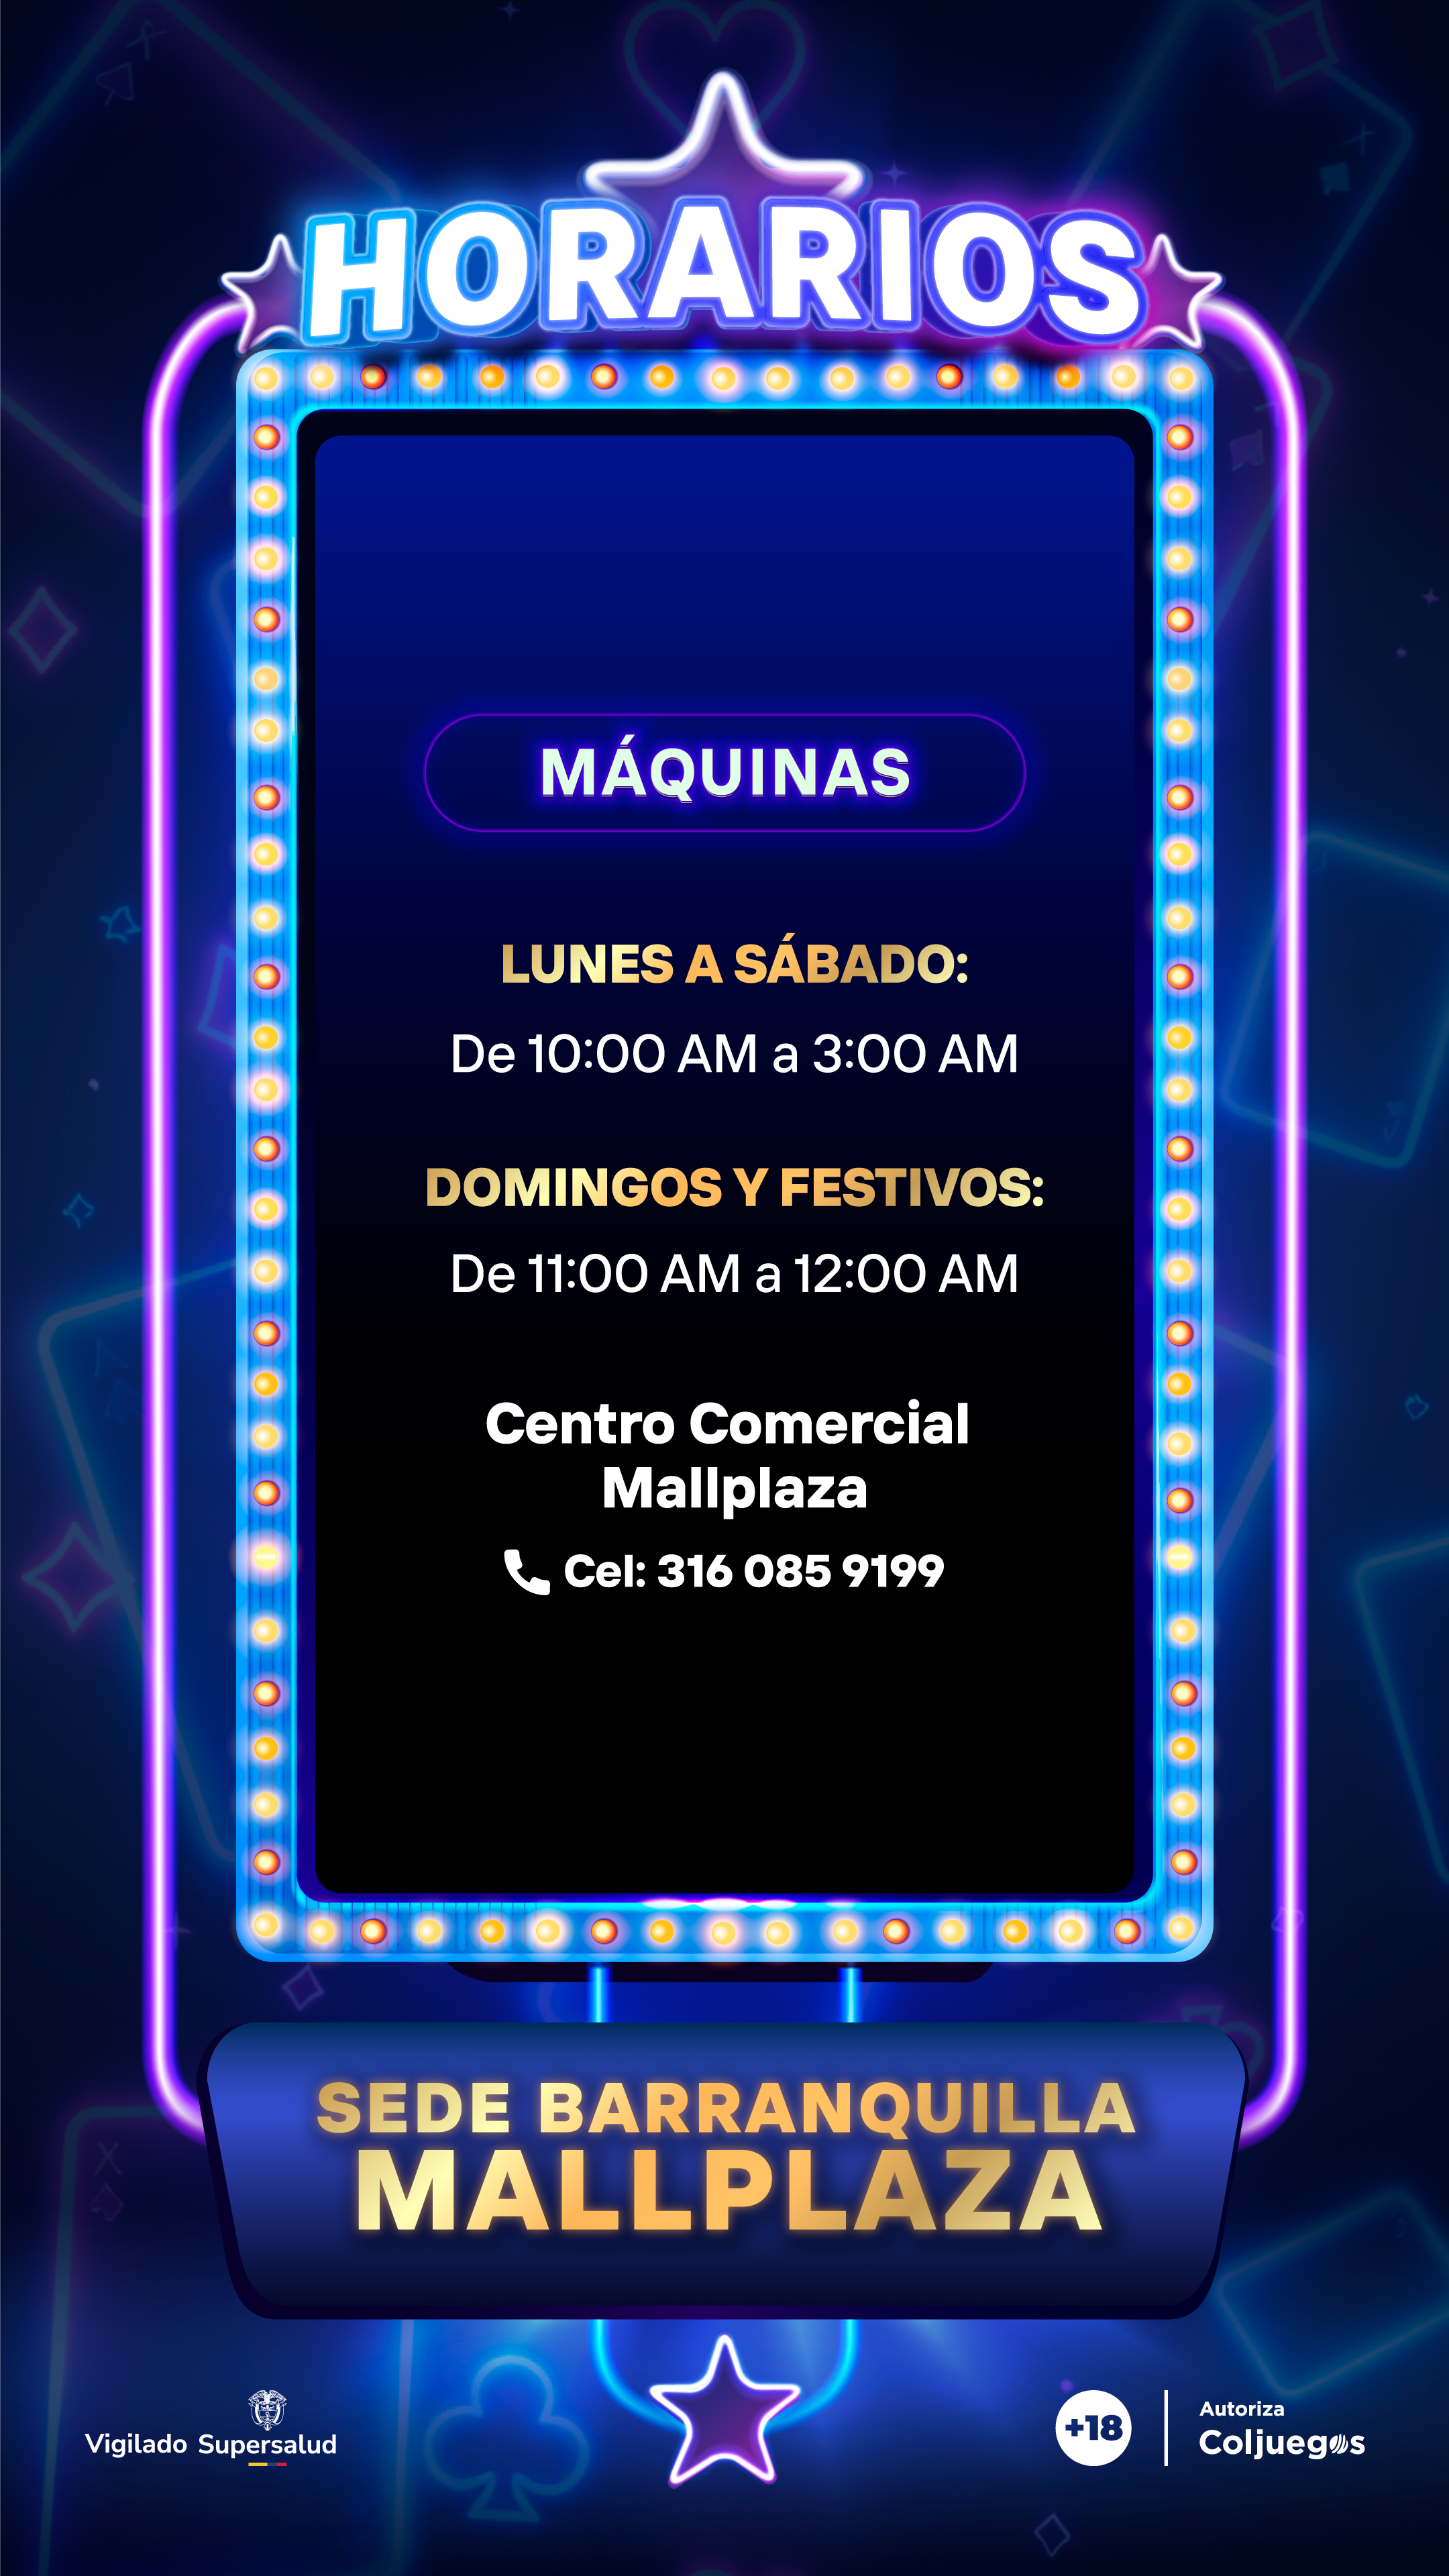 HORARIOS
MÁQUINAS
LUNES A SÁBADO:
De 10:00 AM a 3:00 AM
DOMINGOS Y FESTIVOS:
De 11:00 AM a 12:00 AM
Centro Comercial
Mallplaza
Cel: 316 085 9199
SEDE BARRANQUILLA
MALLPLAZA
Vigilado Supersalud
+18
Autoriza
Coljuegos